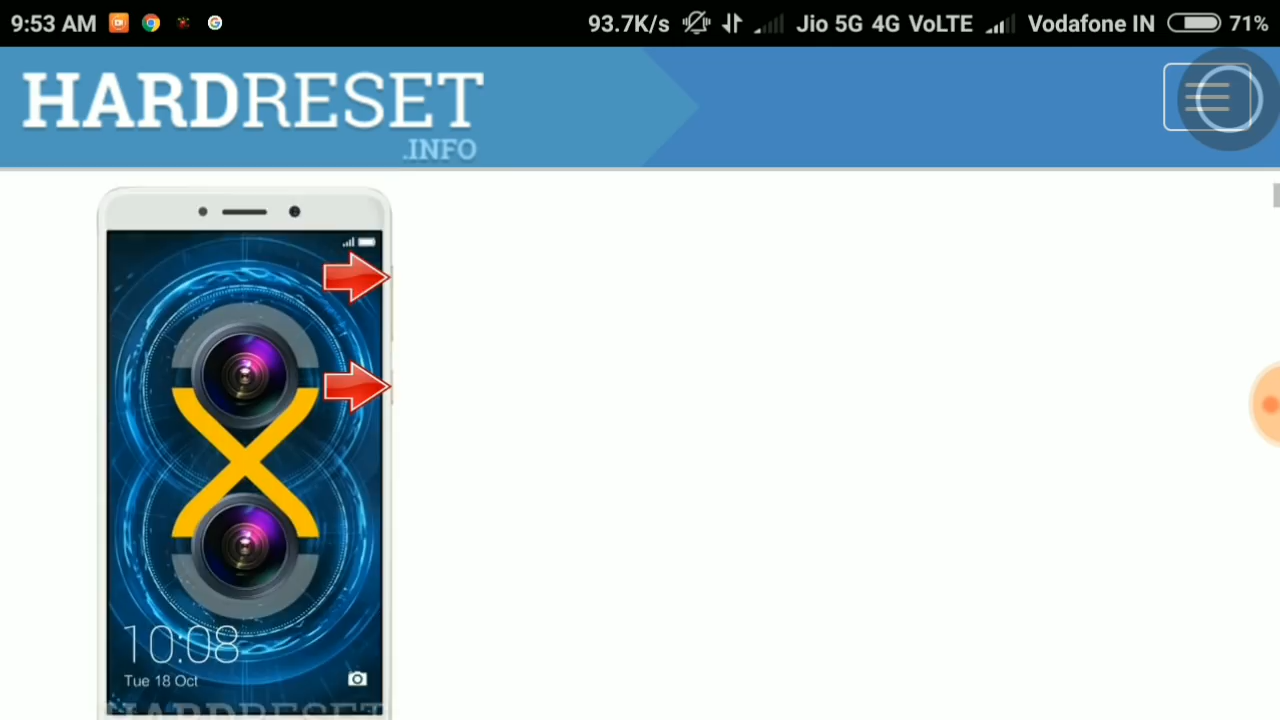 9:53 AM 93.7K/s Jio 5G 4G VoLTE Vodafone IN 71%
HARDRESET
.INFO
10:08
Tue 18 Oct
HARDRESET